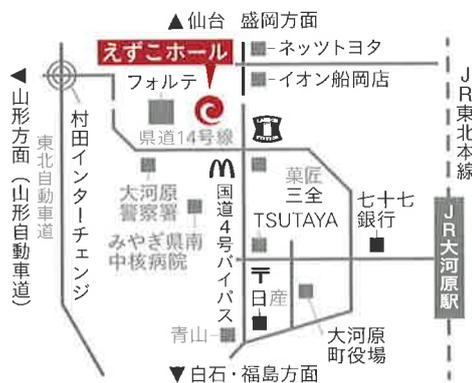 ▲仙台 盛岡方面
えずこホール
ネッツトヨタ
イオン船岡店
フォルテ
県道14号線
◀山形方面(山形自動車道)
東北自動車道
村田インターチェンジ
大河原
警察署
みやぎ県南
中核病院
国道4号バイパス
菓匠
三全
TSUTAYA
七十七
銀行
JR東北本線
JR大河原駅
〒
日産
青山
大河原
町役場
▼白石・福島方面